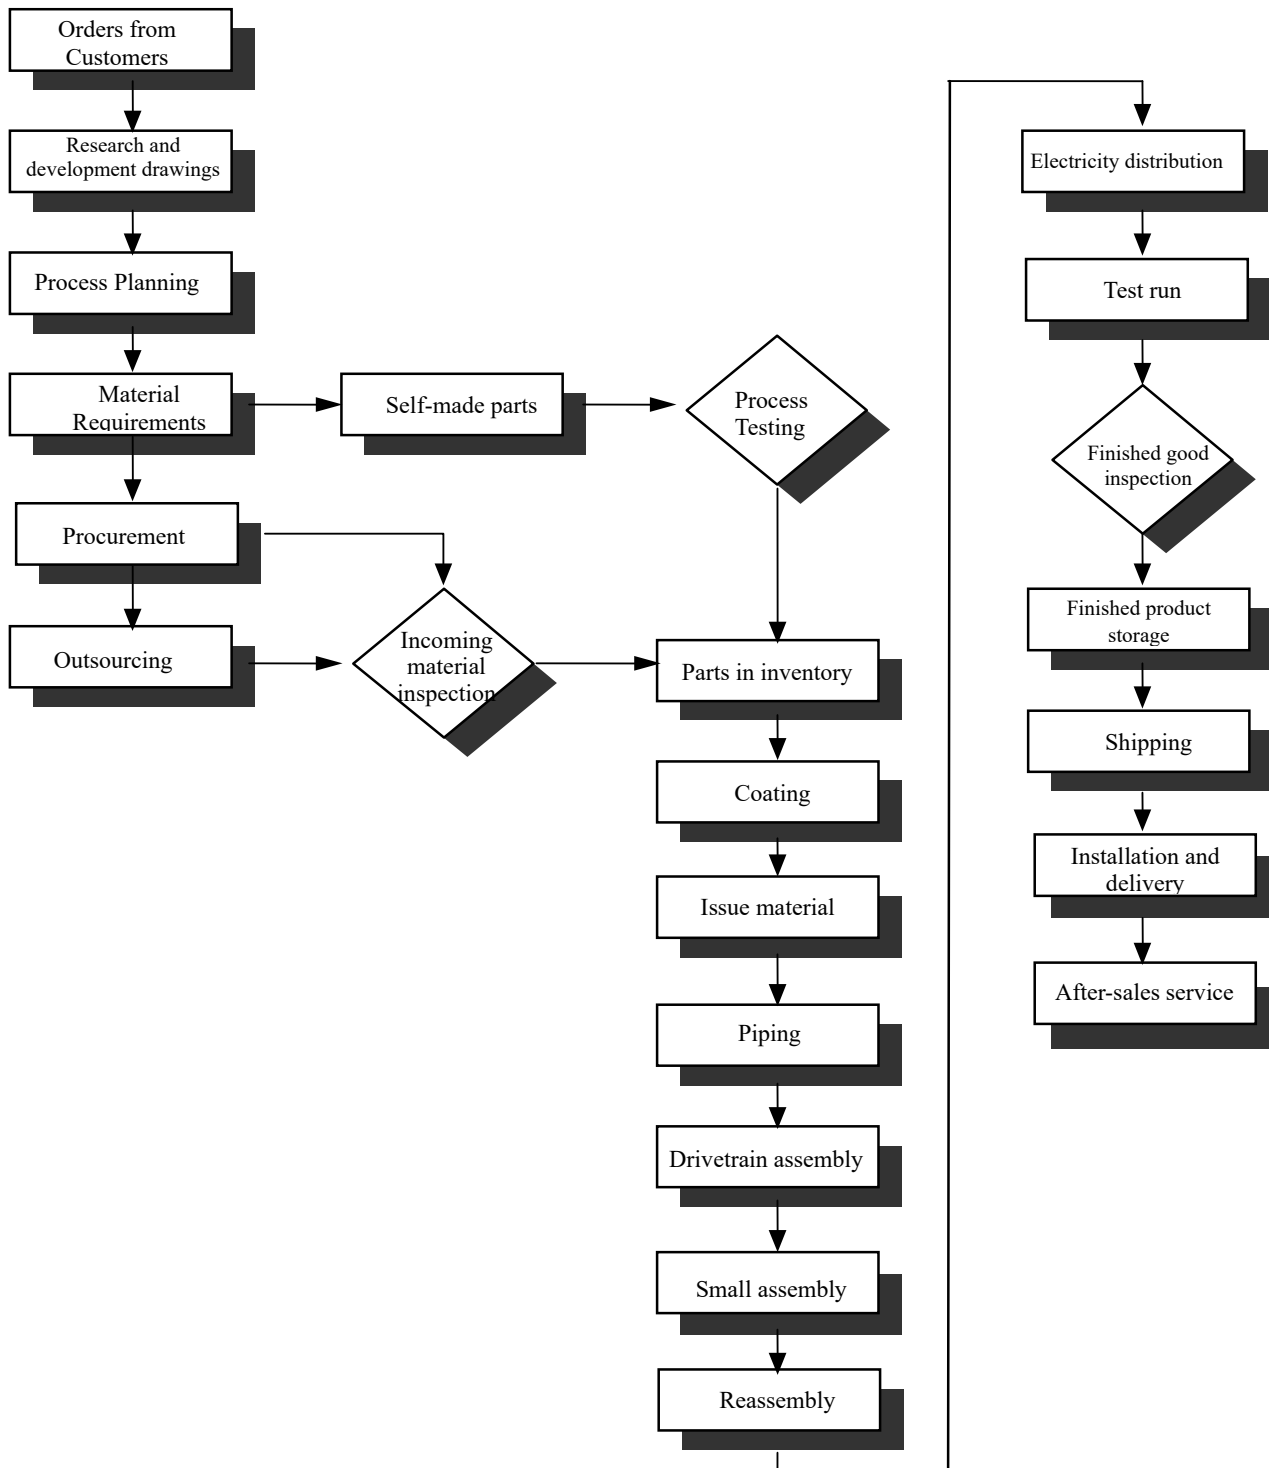 Orders from
Customers
Research and
development drawings
Process Planning
Material
Requirements
Self-made parts
Process
Testing
Procurement
Outsourcing
Incoming
material
inspection
Parts in inventory
Coating
Issue material
Piping
Drivetrain assembly
Small assembly
Reassembly
Electricity distribution
Test run
Finished good
inspection
Finished product
storage
Shipping
Installation and
delivery
After-sales service